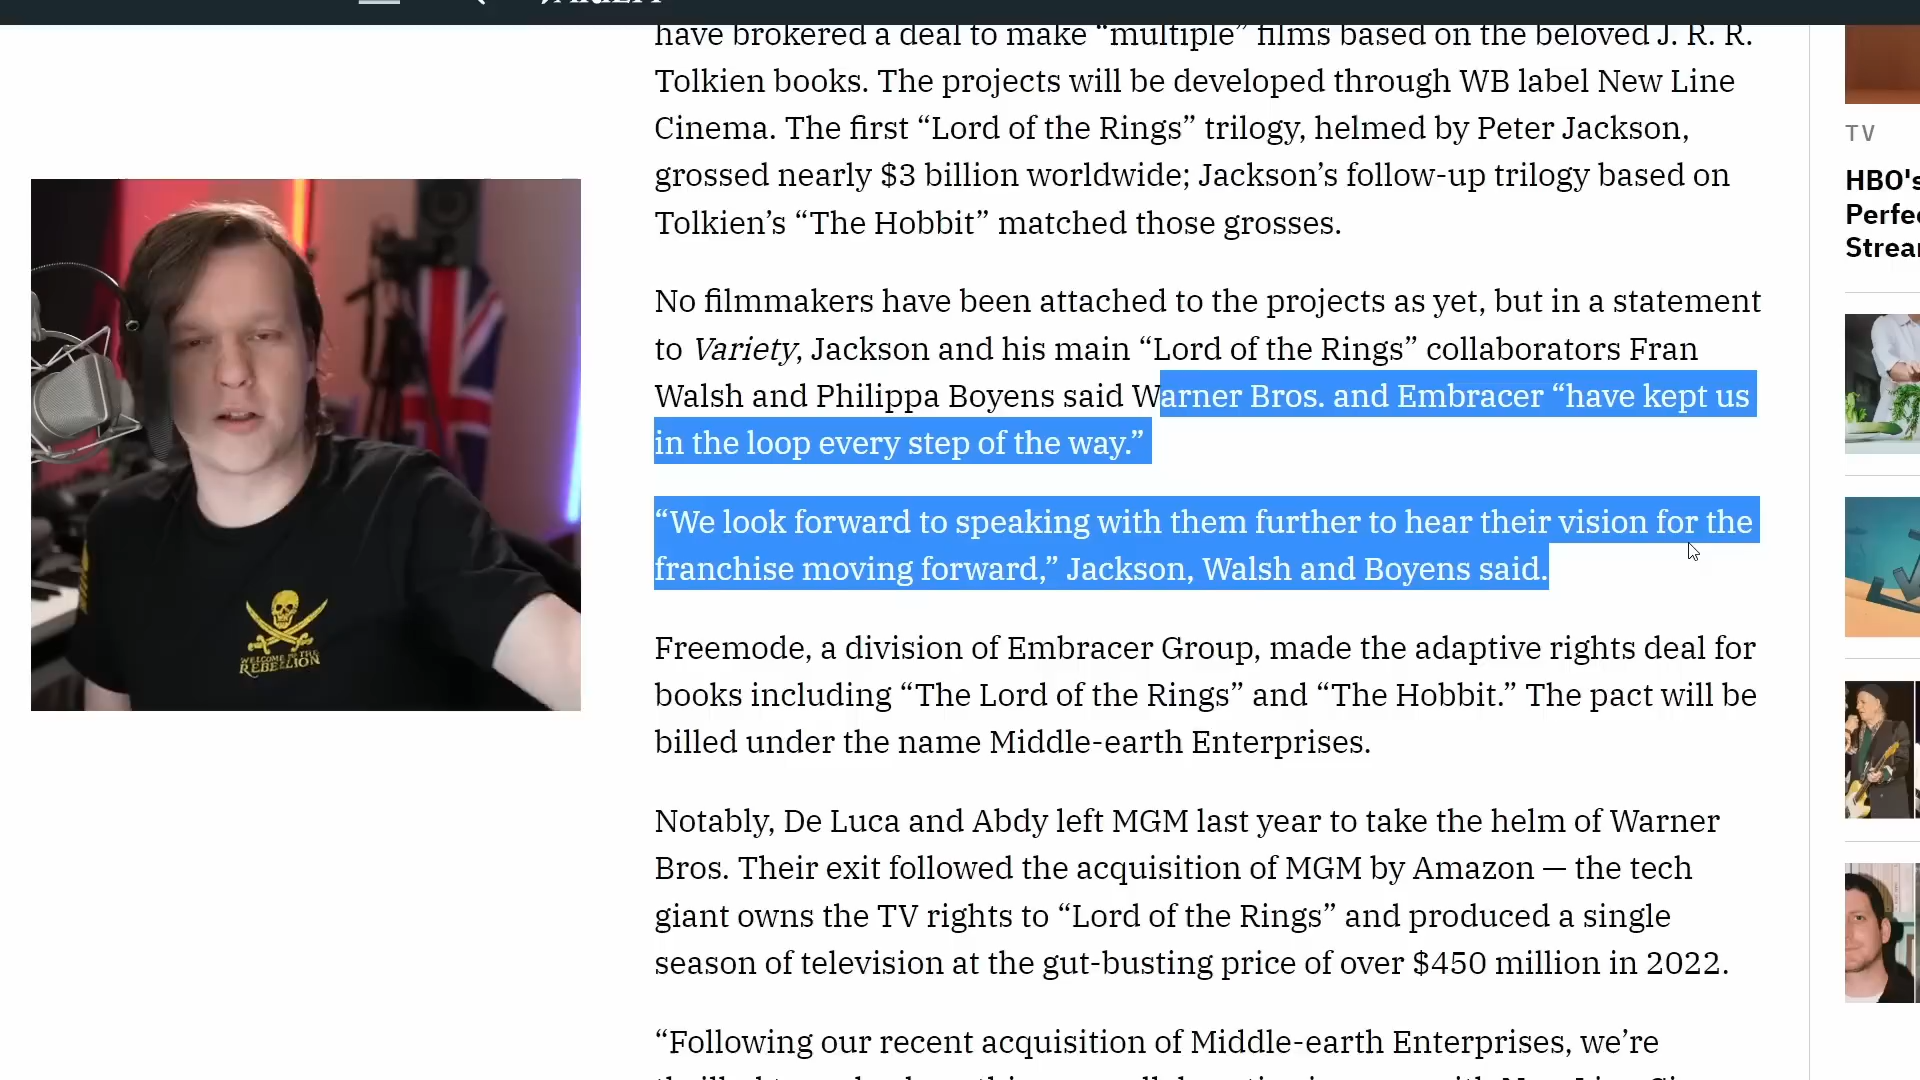 have brokered a deal to make “multiple” films based on the beloved J. R. R.
Tolkien books. The projects will be developed through WB label New Line
Cinema. The first “Lord of the Rings” trilogy, helmed by Peter Jackson,
grossed nearly $3 billion worldwide; Jackson’s follow-up trilogy based on
Tolkien’s “The Hobbit” matched those grosses.
No filmmakers have been attached to the projects as yet, but in a statement
to Variety, Jackson and his main “Lord of the Rings” collaborators Fran
Walsh and Philippa Boyens said Warner Bros. and Embracer “have kept us
in the loop every step of the way.”
“We look forward to speaking with them further to hear their vision for the
franchise moving forward,” Jackson, Walsh and Boyens said.
Freemode, a division of Embracer Group, made the adaptive rights deal for
books including “The Lord of the Rings” and “The Hobbit.” The pact will be
billed under the name Middle-earth Enterprises.
Notably, De Luca and Abdy left MGM last year to take the helm of Warner
Bros. Their exit followed the acquisition of MGM by Amazon — the tech
giant owns the TV rights to “Lord of the Rings” and produced a single
season of television at the gut-busting price of over $450 million in 2022.
“Following our recent acquisition of Middle-earth Enterprises, we’re
TV
HBO's
Perfe
Strea
WELCOME TO THE
REBELLION